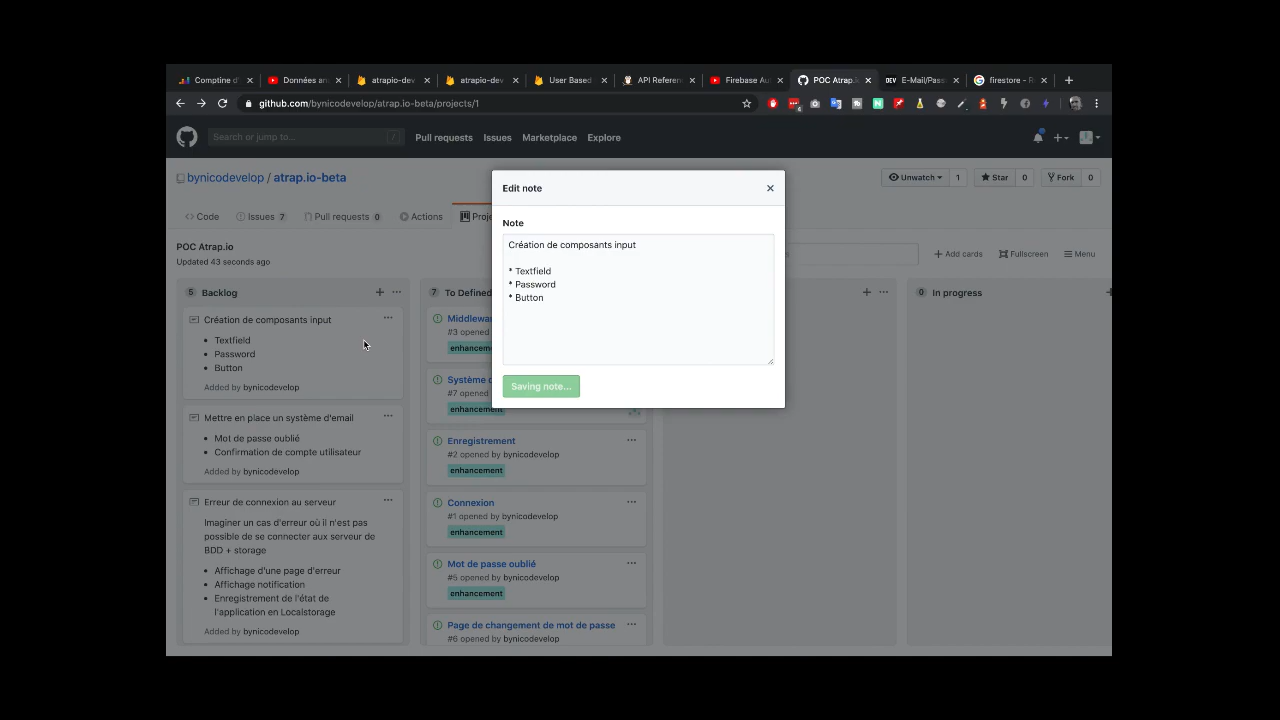 Comptine d'
Données an
atrapio-dev
atrapio-dev
User Based
API Referen
Firebase Au
POC Atrap.i
E-Mail/Pass
firestore - R
github.com/bynicodevelop/atrap.io-beta/projects/1
Search or jump to...
Pull requests
Issues
Marketplace
Explore
bynicodevelop / atrap.io-beta
Unwatch
1
Star
0
Fork
0
Code
Issues 7
Pull requests 0
Actions
Proje
POC Atrap.io
Updated 43 seconds ago
Add cards
Fullscreen
Menu
5 Backlog
Création de composants input
• Textfield
• Password
• Button
Added by bynicodevelop
Mettre en place un système d'email
• Mot de passe oublié
• Confirmation de compte utilisateur
Added by bynicodevelop
Erreur de connexion au serveur
Imaginer un cas d'erreur où il n'est pas
possible de se connecter aux serveur de
BDD + storage
• Affichage d'une page d'erreur
• Affichage notification
• Enregistrement de l'état de
l'application en Localstorage
Added by bynicodevelop
7 To Defined
Middlewa
#3 opened
enhancem
Système d
#7 opened
enhancem
Enregistrement
#2 opened by bynicodevelop
enhancement
Connexion
#1 opened by bynicodevelop
enhancement
Mot de passe oublié
#5 opened by bynicodevelop
enhancement
Page de changement de mot de passe
#6 opened by bynicodevelop
0 In progress
Edit note
Note
Création de composants input
* Textfield
* Password
* Button
Saving note...